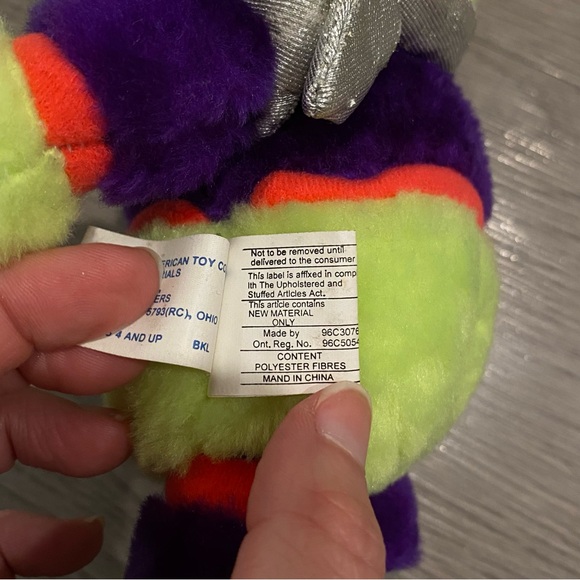 RICAN TOY CO
IALS
ERS
5793(RC), OHIO
4 AND UP BKL
Not to be removed until
delivered to the consumer
This label is affixed in comp
ith The Upholstered and
Stuffed Articles Act.
This article contains
NEW MATERIAL
ONLY
Made by 96C3076
Ont. Reg. No. 96C5054
CONTENT
POLYESTER FIBRES
MADE IN CHINA